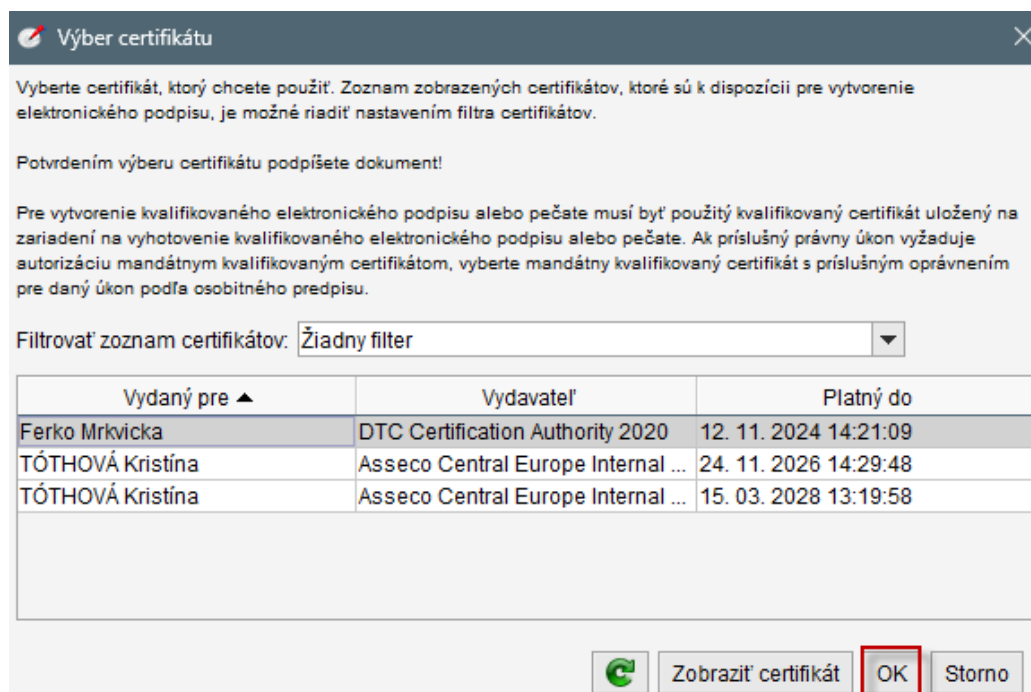 Výber certifikátu
Vyberte certifikát, ktorý chcete použiť. Zoznam zobrazených certifikátov, ktoré sú k dispozícii pre vytvorenie
elektronického podpisu, je možné riadiť nastavením filtra certifikátov.
Potvrdením výberu certifikátu podpíšete dokument!
Pre vytvorenie kvalifikovaného elektronického podpisu alebo pečate musí byť použitý kvalifikovaný certifikát uložený na
zariadení na vyhotovenie kvalifikovaného elektronického podpisu alebo pečate. Ak príslušný právny úkon vyžaduje
autorizáciu mandátnym kvalifikovaným certifikátom, vyberte mandátny kvalifikovaný certifikát s príslušným oprávnením
pre daný úkon podľa osobitného predpisu.
Filtrovať zoznam certifikátov: Žiadny filter
Vydaný pre Vydavateľ Platný do
Ferko Mrkvicka DTC Certification Authority 2020 12. 11. 2024 14:21:09
TÓTHOVÁ Kristína Asseco Central Europe Internal ... 24. 11. 2026 14:29:48
TÓTHOVÁ Kristína Asseco Central Europe Internal ... 15. 03. 2028 13:19:58
Zobraziť certifikát OK Storno